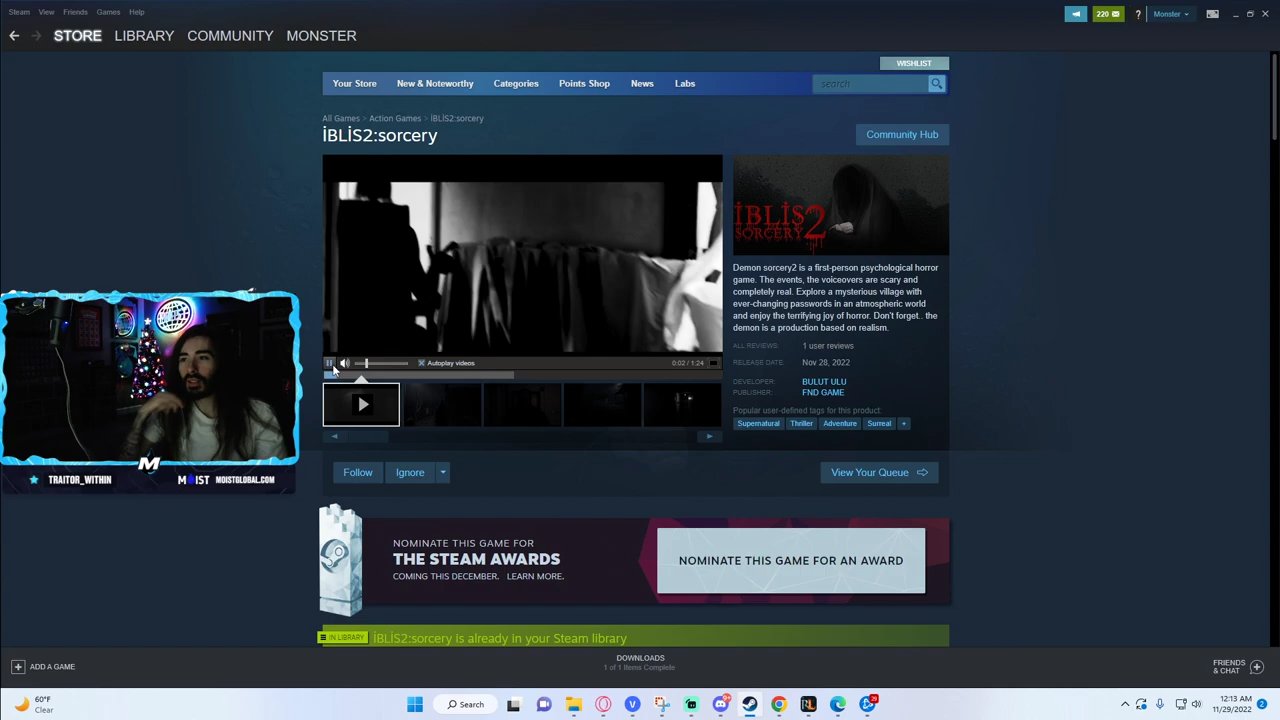 Steam View Friends Games Help
220
?
Monster
STORE LIBRARY COMMUNITY MONSTER
WISHLIST
Your Store New & Noteworthy Categories Points Shop News Labs
search
All Games > Action Games > İBLİS2:sorcery
İBLİS2:sorcery
Community Hub
İBLİS 2
SORCERY
Demon sorcery2 is a first-person psychological horror
game. The events, the voiceovers are scary and
completely real. Explore a mysterious village with
ever-changing passwords in an atmospheric world
and enjoy the terrifying joy of horror. Don't forget.. the
demon is a production based on realism.
ALL REVIEWS: 1 user reviews
RELEASE DATE: Nov 28, 2022
DEVELOPER: BULUT ULU
PUBLISHER: FND GAME
Popular user-defined tags for this product:
Supernatural Thriller Adventure Surreal +
Autoplay videos
0:02 / 1:24
M
TRAITOR_WITHIN
MOIST MOISTGLOBAL.COM
Follow Ignore
View Your Queue
NOMINATE THIS GAME FOR
THE STEAM AWARDS
COMING THIS DECEMBER. LEARN MORE.
NOMINATE THIS GAME FOR AN AWARD
IN LIBRARY
İBLİS2:sorcery is already in your Steam library
ADD A GAME
DOWNLOADS
1 of 1 Items Complete
FRIENDS
& CHAT
60°F
Clear
Search
12:13 AM
11/29/2022